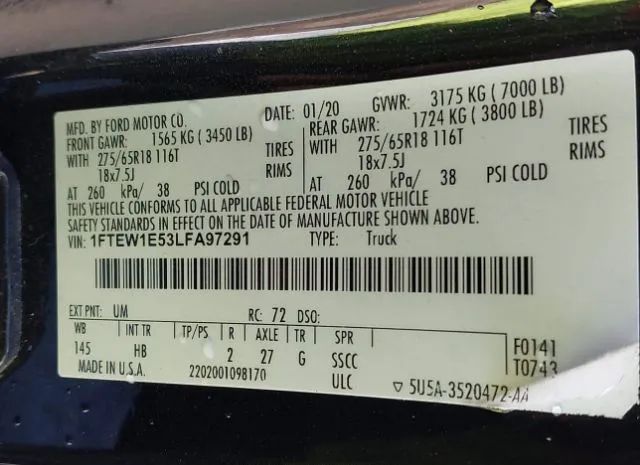 MFD. BY FORD MOTOR CO.
DATE: 01/20 GVWR: 3175 KG ( 7000 LB)
FRONT GAWR: 1565 KG ( 3450 LB) REAR GAWR: 1724 KG ( 3800 LB)
WITH 275/65R18 116T TIRES WITH 275/65R18 116T TIRES
18x7.5J RIMS 18x7.5J RIMS
AT 260 kPa/ 38 PSI COLD AT 260 kPa/ 38 PSI COLD
THIS VEHICLE CONFORMS TO ALL APPLICABLE FEDERAL MOTOR VEHICLE
SAFETY STANDARDS IN EFFECT ON THE DATE OF MANUFACTURE SHOWN ABOVE.
VIN: 1FTEW1E53LFA97291 TYPE: Truck
EXT PNT: UM RC: 72 DSO:
WB INT TR TP/PS R AXLE TR SPR
145 HB 2 27 G SSCC F0141
ULC T0743
MADE IN U.S.A. 2202001098170 ▽ 5U5A-3520472-AA